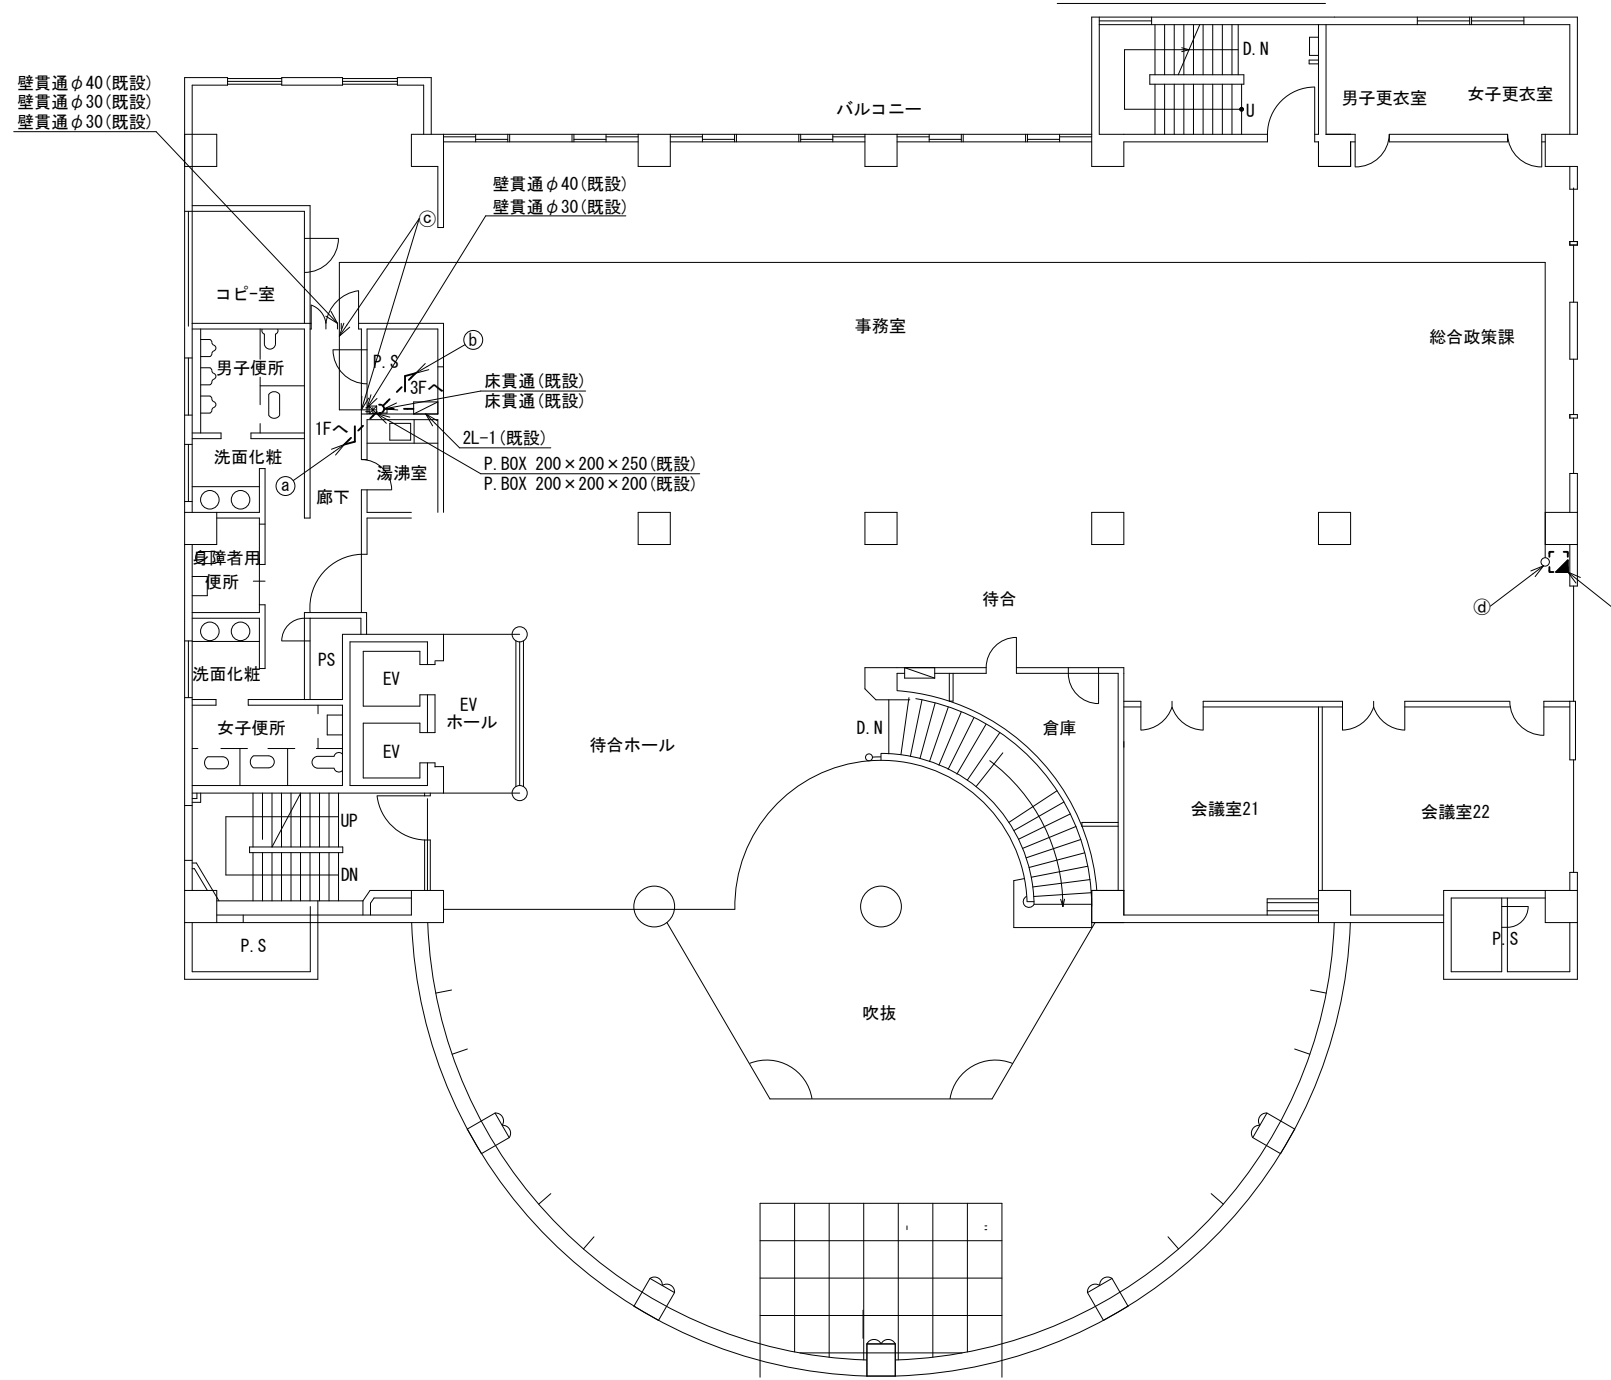 D.N
U
男子更衣室
女子更衣室
バルコニー
壁貫通φ40(既設)
壁貫通φ30(既設)
壁貫通φ30(既設)
壁貫通φ40(既設)
壁貫通φ30(既設)
ⓒ
コピー室
事務室
総合政策課
ⓑ
P.S
男子便所
3Fへ
床貫通(既設)
床貫通(既設)
1Fへ
2L-1(既設)
洗面化粧
湯沸室
P.BOX 200×200×250(既設)
P.BOX 200×200×200(既設)
ⓐ
廊下
身障者用
便所
待合
ⓓ
PS
洗面化粧
EV
EV
ホール
女子便所
EV
待合ホール
D.N
倉庫
会議室21
会議室22
UP
DN
P.S
P.S
吹抜